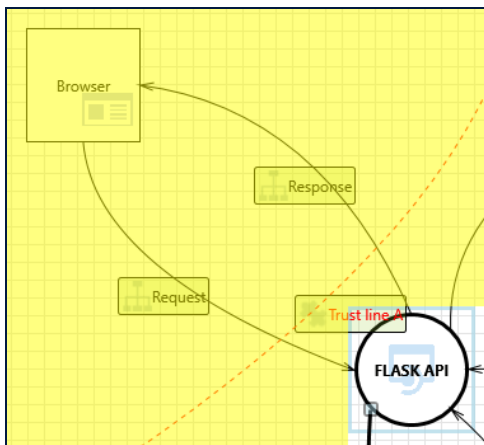 Browser
Response
Request
Trust line A
FLASK API